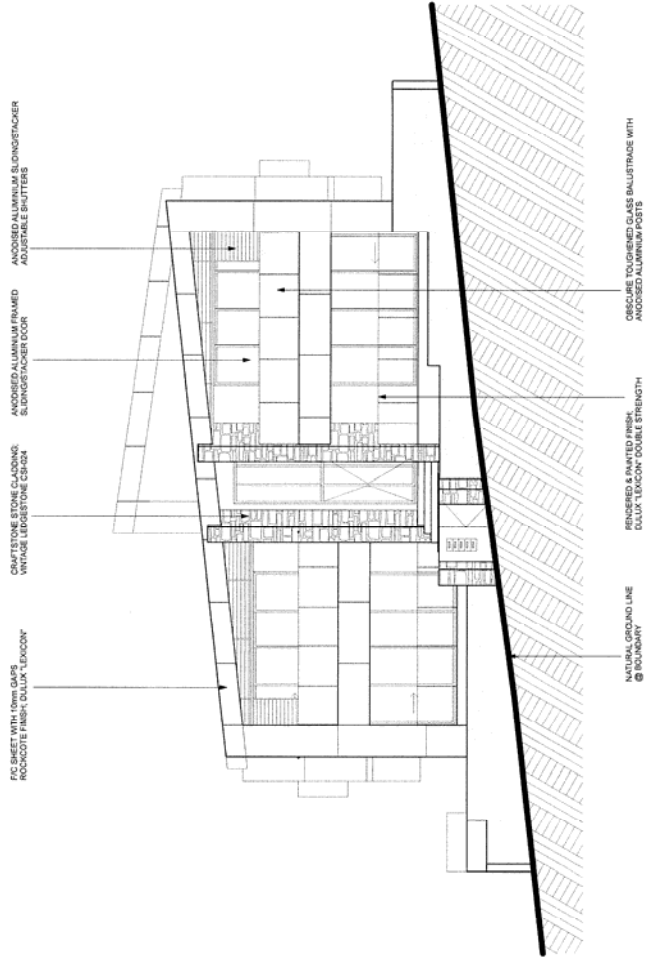 F/C SHEET WITH 10mm GAPS
ROCKCOTE FINISH; DULUX "LEXICON"
CRAFTSTONE STONE CLADDING;
VINTAGE LEDGESTONE CSI-024
ANODISED ALUMINIUM FRAMED
SLIDING/STACKER DOOR
ANODISED ALUMINIUM SLIDING/STACKER
ADJUSTABLE SHUTTERS
NATURAL GROUND LINE
@ BOUNDARY
RENDERED & PAINTED FINISH;
DULUX "LEXICON" DOUBLE STRENGTH
OBSCURE TOUGHENED GLASS BALUSTRADE WITH
ANODISED ALUMINIUM POSTS